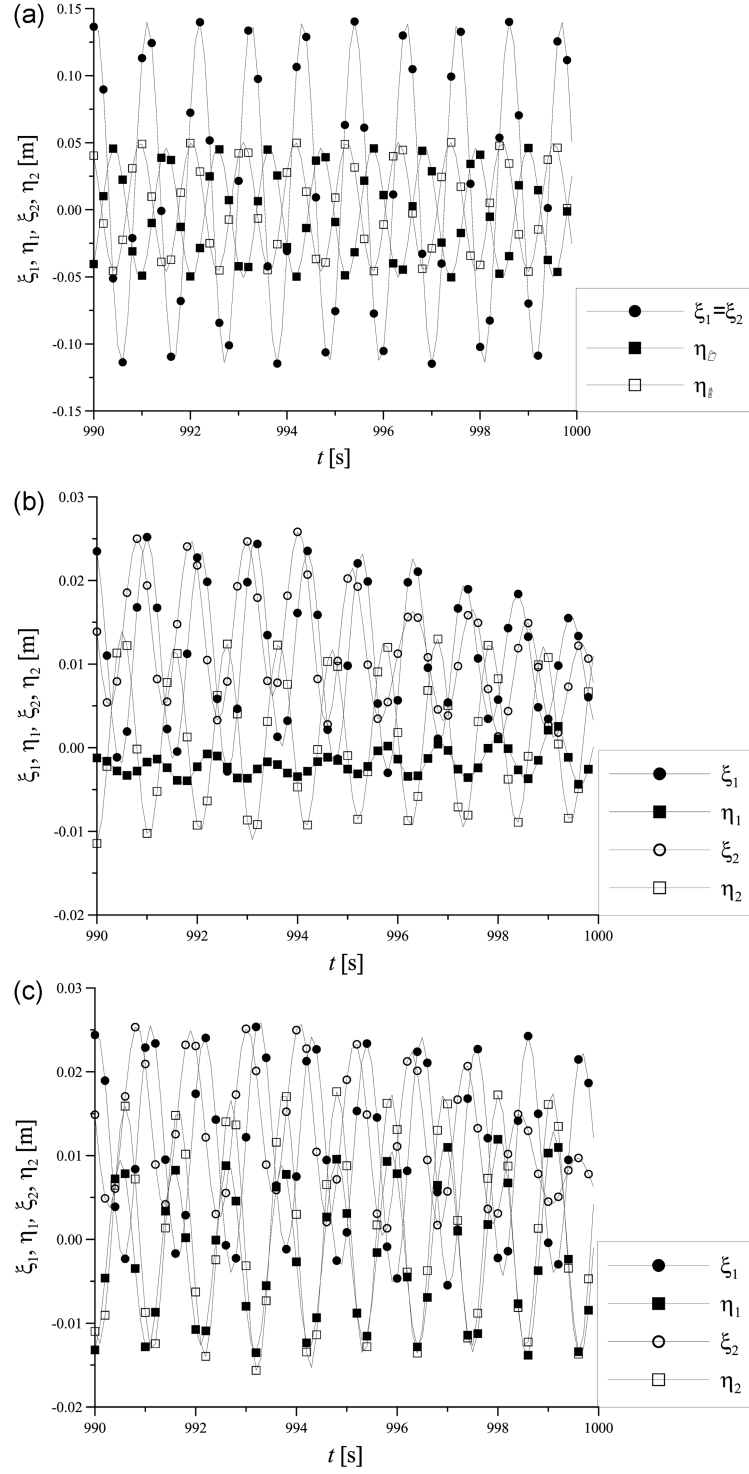 (a)
0.15
0.10
0.05
0.00
-0.05
-0.10
-0.15
ξ1, η1, ξ2, η2 [m]
990 992 994 996 998 1000
t [s]
ξ1=ξ2
η
η
(b)
0.03
0.02
0.01
0.00
-0.01
-0.02
ξ1, η1, ξ2, η2 [m]
990 992 994 996 998 1000
t [s]
ξ1
η1
ξ2
η2
(c)
0.03
0.02
0.01
0.00
-0.01
-0.02
ξ1, η1, ξ2, η2 [m]
990 992 994 996 998 1000
t [s]
ξ1
η1
ξ2
η2